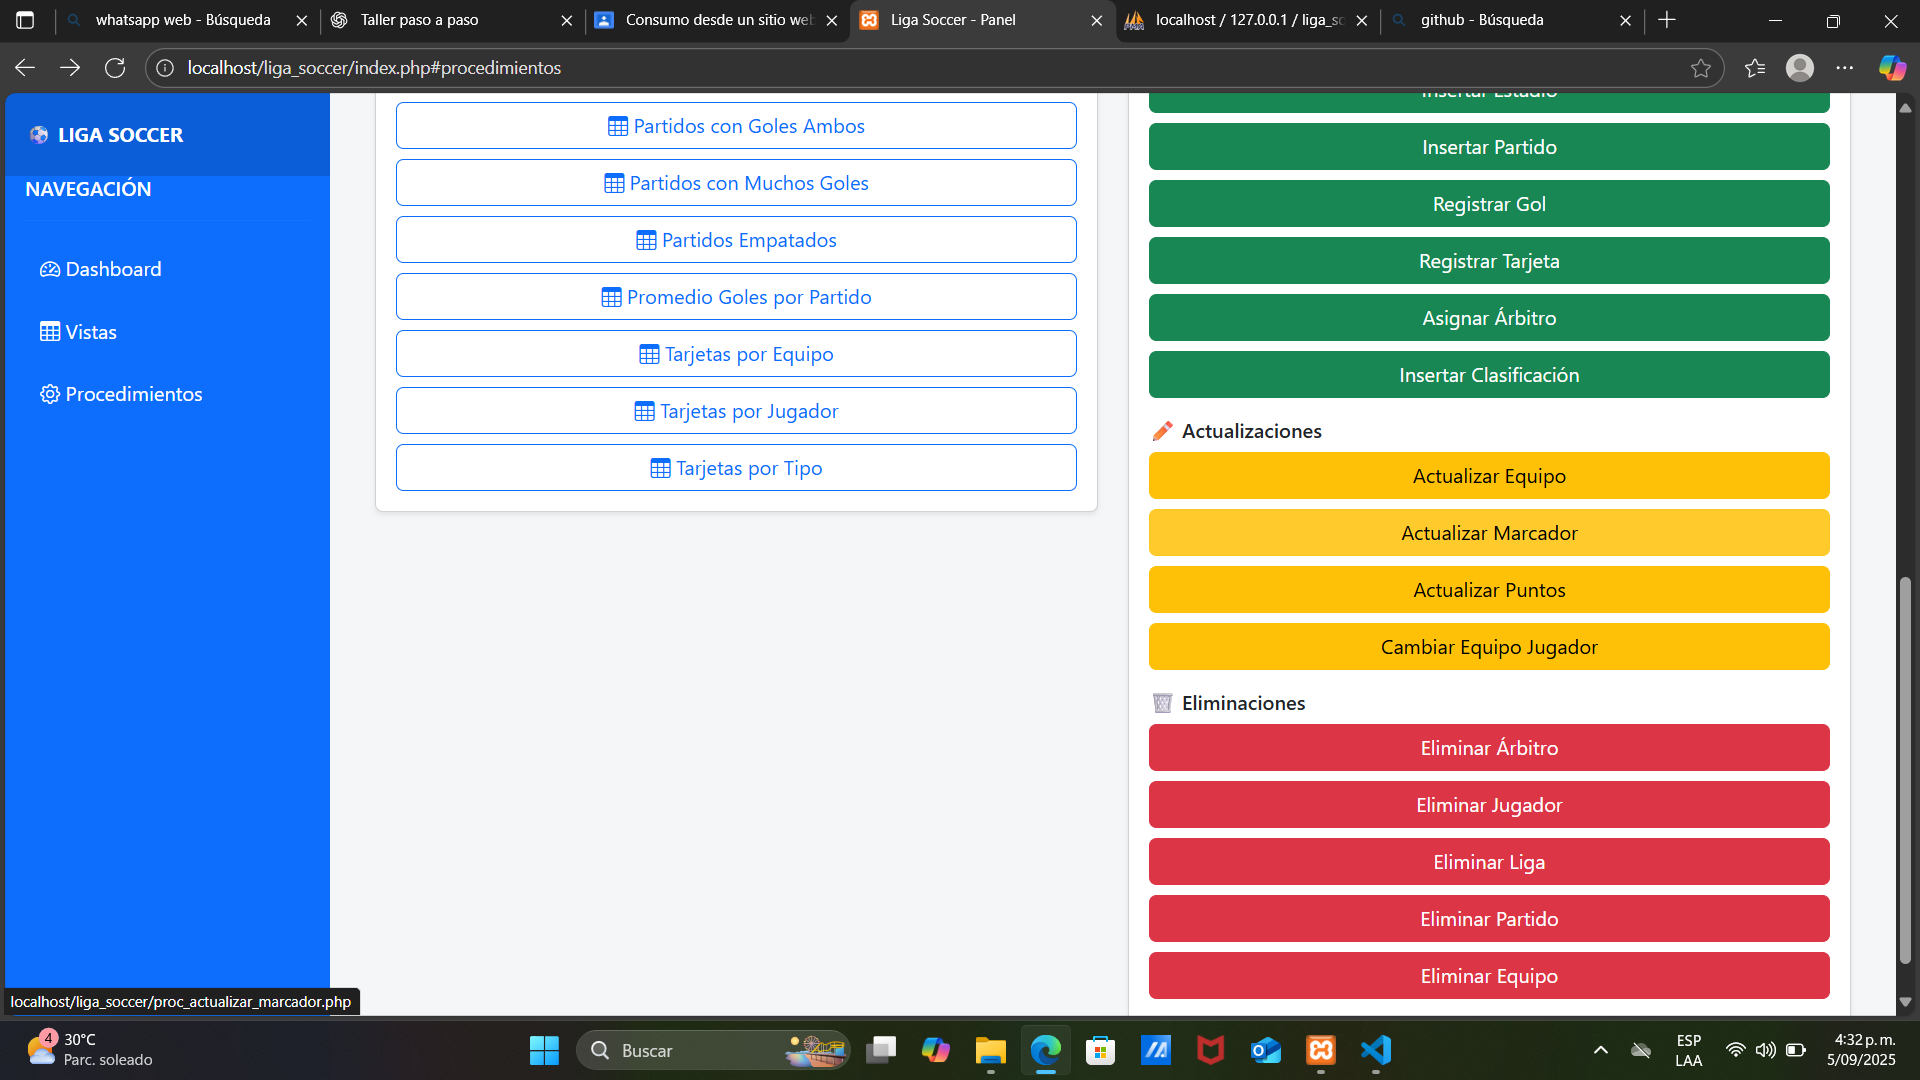 whatsapp web - Búsqueda
Taller paso a paso
Consumo desde un sitio web
Liga Soccer - Panel
localhost / 127.0.0.1 / liga_so
github - Búsqueda
localhost/liga_soccer/index.php#procedimientos
LIGA SOCCER
NAVEGACIÓN
Dashboard
Vistas
Procedimientos
Partidos con Goles Ambos
Partidos con Muchos Goles
Partidos Empatados
Promedio Goles por Partido
Tarjetas por Equipo
Tarjetas por Jugador
Tarjetas por Tipo
Insertar Estadio
Insertar Partido
Registrar Gol
Registrar Tarjeta
Asignar Árbitro
Insertar Clasificación
Actualizaciones
Actualizar Equipo
Actualizar Marcador
Actualizar Puntos
Cambiar Equipo Jugador
Eliminaciones
Eliminar Árbitro
Eliminar Jugador
Eliminar Liga
Eliminar Partido
Eliminar Equipo
localhost/liga_soccer/proc_actualizar_marcador.php
4
30°C
Parc. soleado
Buscar
ESP
LAA
4:32 p. m.
5/09/2025